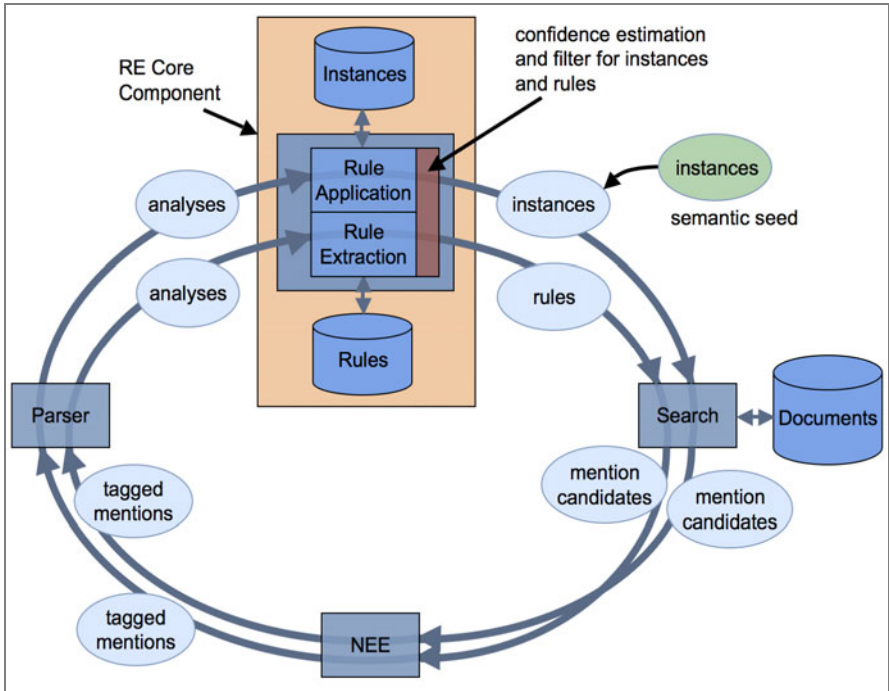 confidence estimation
and filter for instances
and rules
RE Core
Component
Instances
Rule
Application
Rule
Extraction
Rules
analyses
analyses
instances
rules
instances
semantic seed
Parser
Search
Documents
tagged
mentions
tagged
mentions
mention
candidates
mention
candidates
NEE